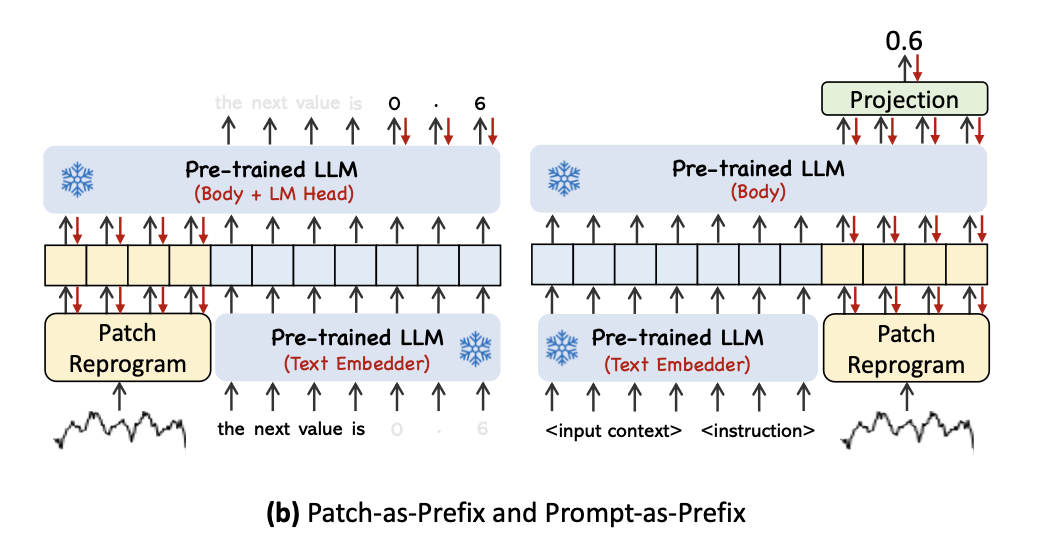 the next value is 0 . 6
Pre-trained LLM
(Body + LM Head)
Patch
Reprogram
Pre-trained LLM
(Text Embedder)
the next value is 0 . 6
0.6
Projection
Pre-trained LLM
(Body)
Pre-trained LLM
(Text Embedder)
Patch
Reprogram
<input context> <instruction>
(b) Patch-as-Prefix and Prompt-as-Prefix